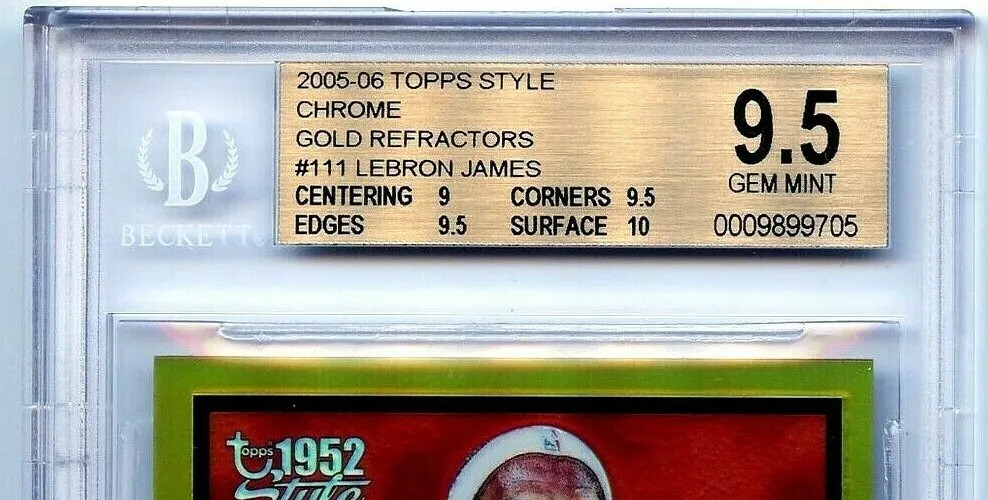 2005-06 TOPPS STYLE
CHROME
GOLD REFRACTORS
#111 LEBRON JAMES
CENTERING 9 CORNERS 9.5
EDGES 9.5 SURFACE 10
9.5
GEM MINT
0009899705
B
BECKETT
topps 1952
Style